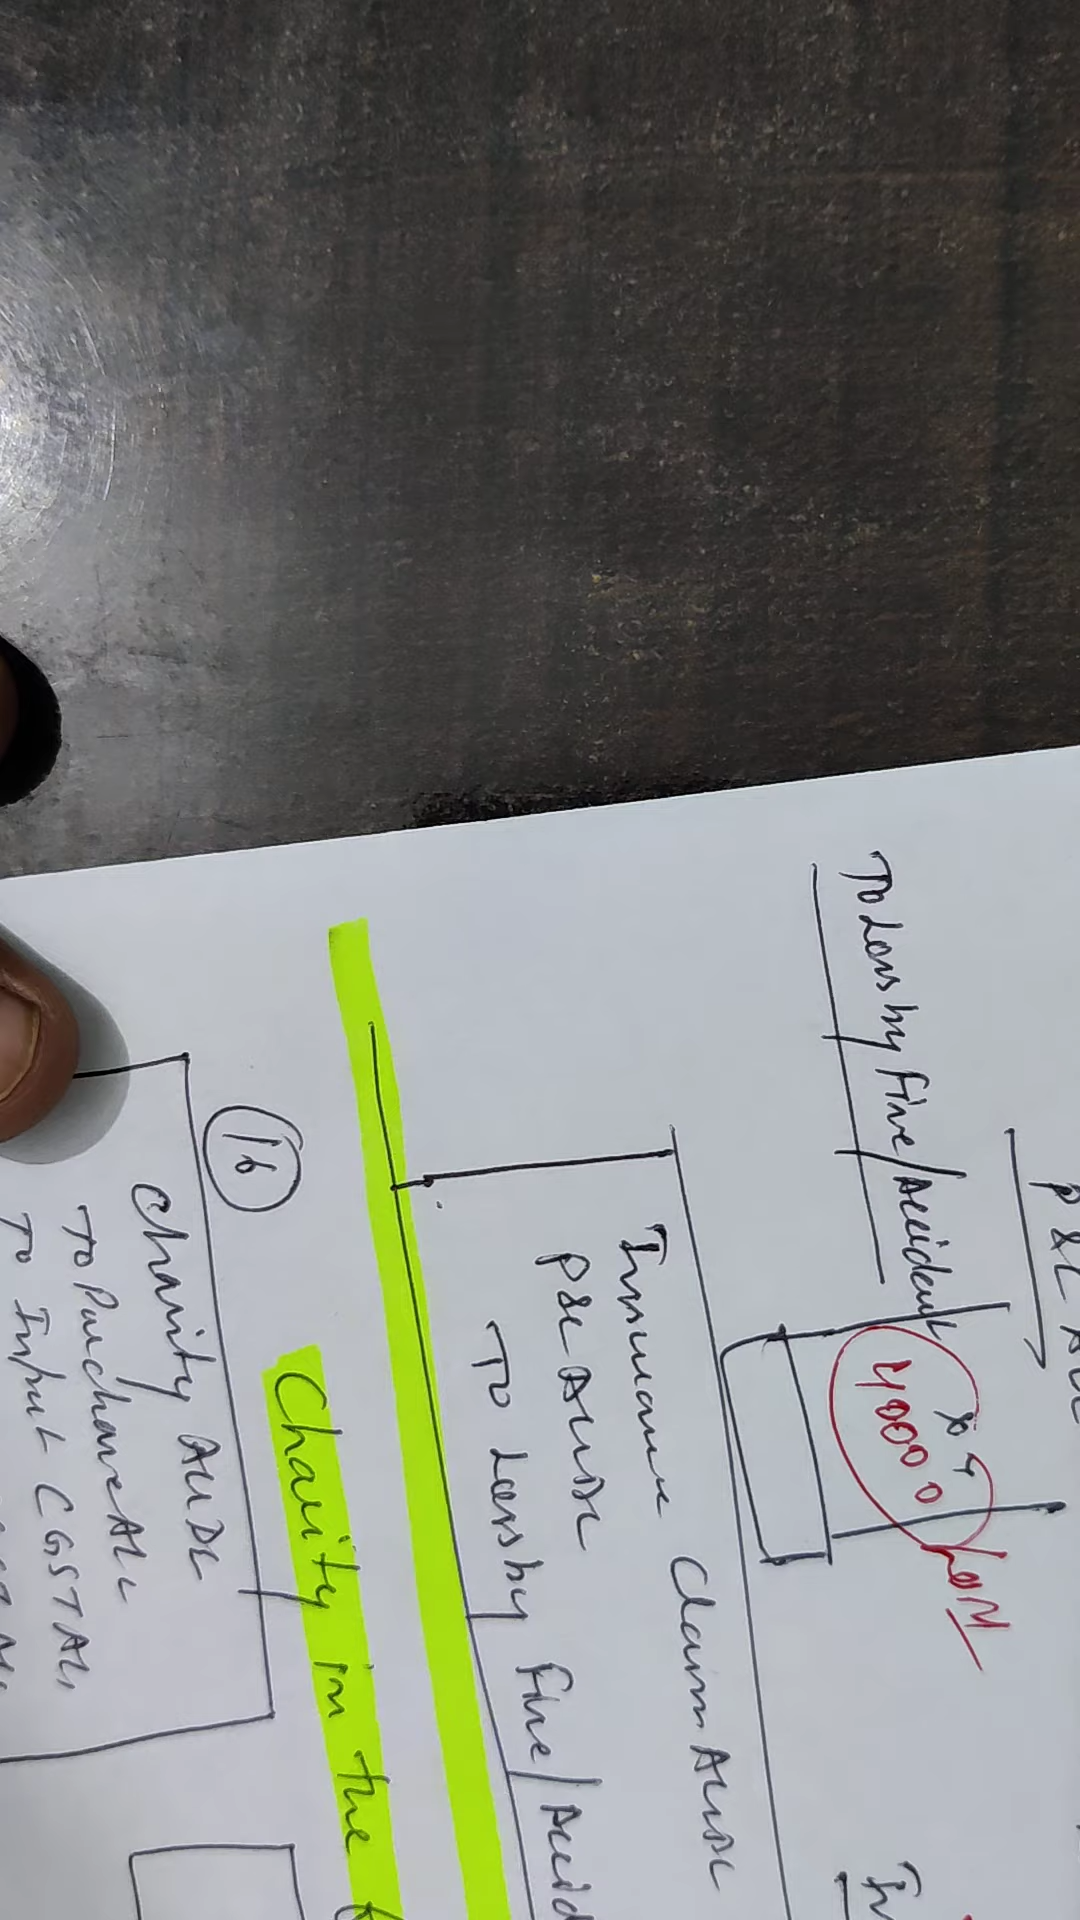 P&L A/c
To Loss by Fire/Accident
40000
Loss
Insurance Claim A/c Dr
P&L A/c Dr
To Loss by Fire/Accid
16
Charity in the
Charity A/c Dr
To Purchase A/c
To Input CGST A/c